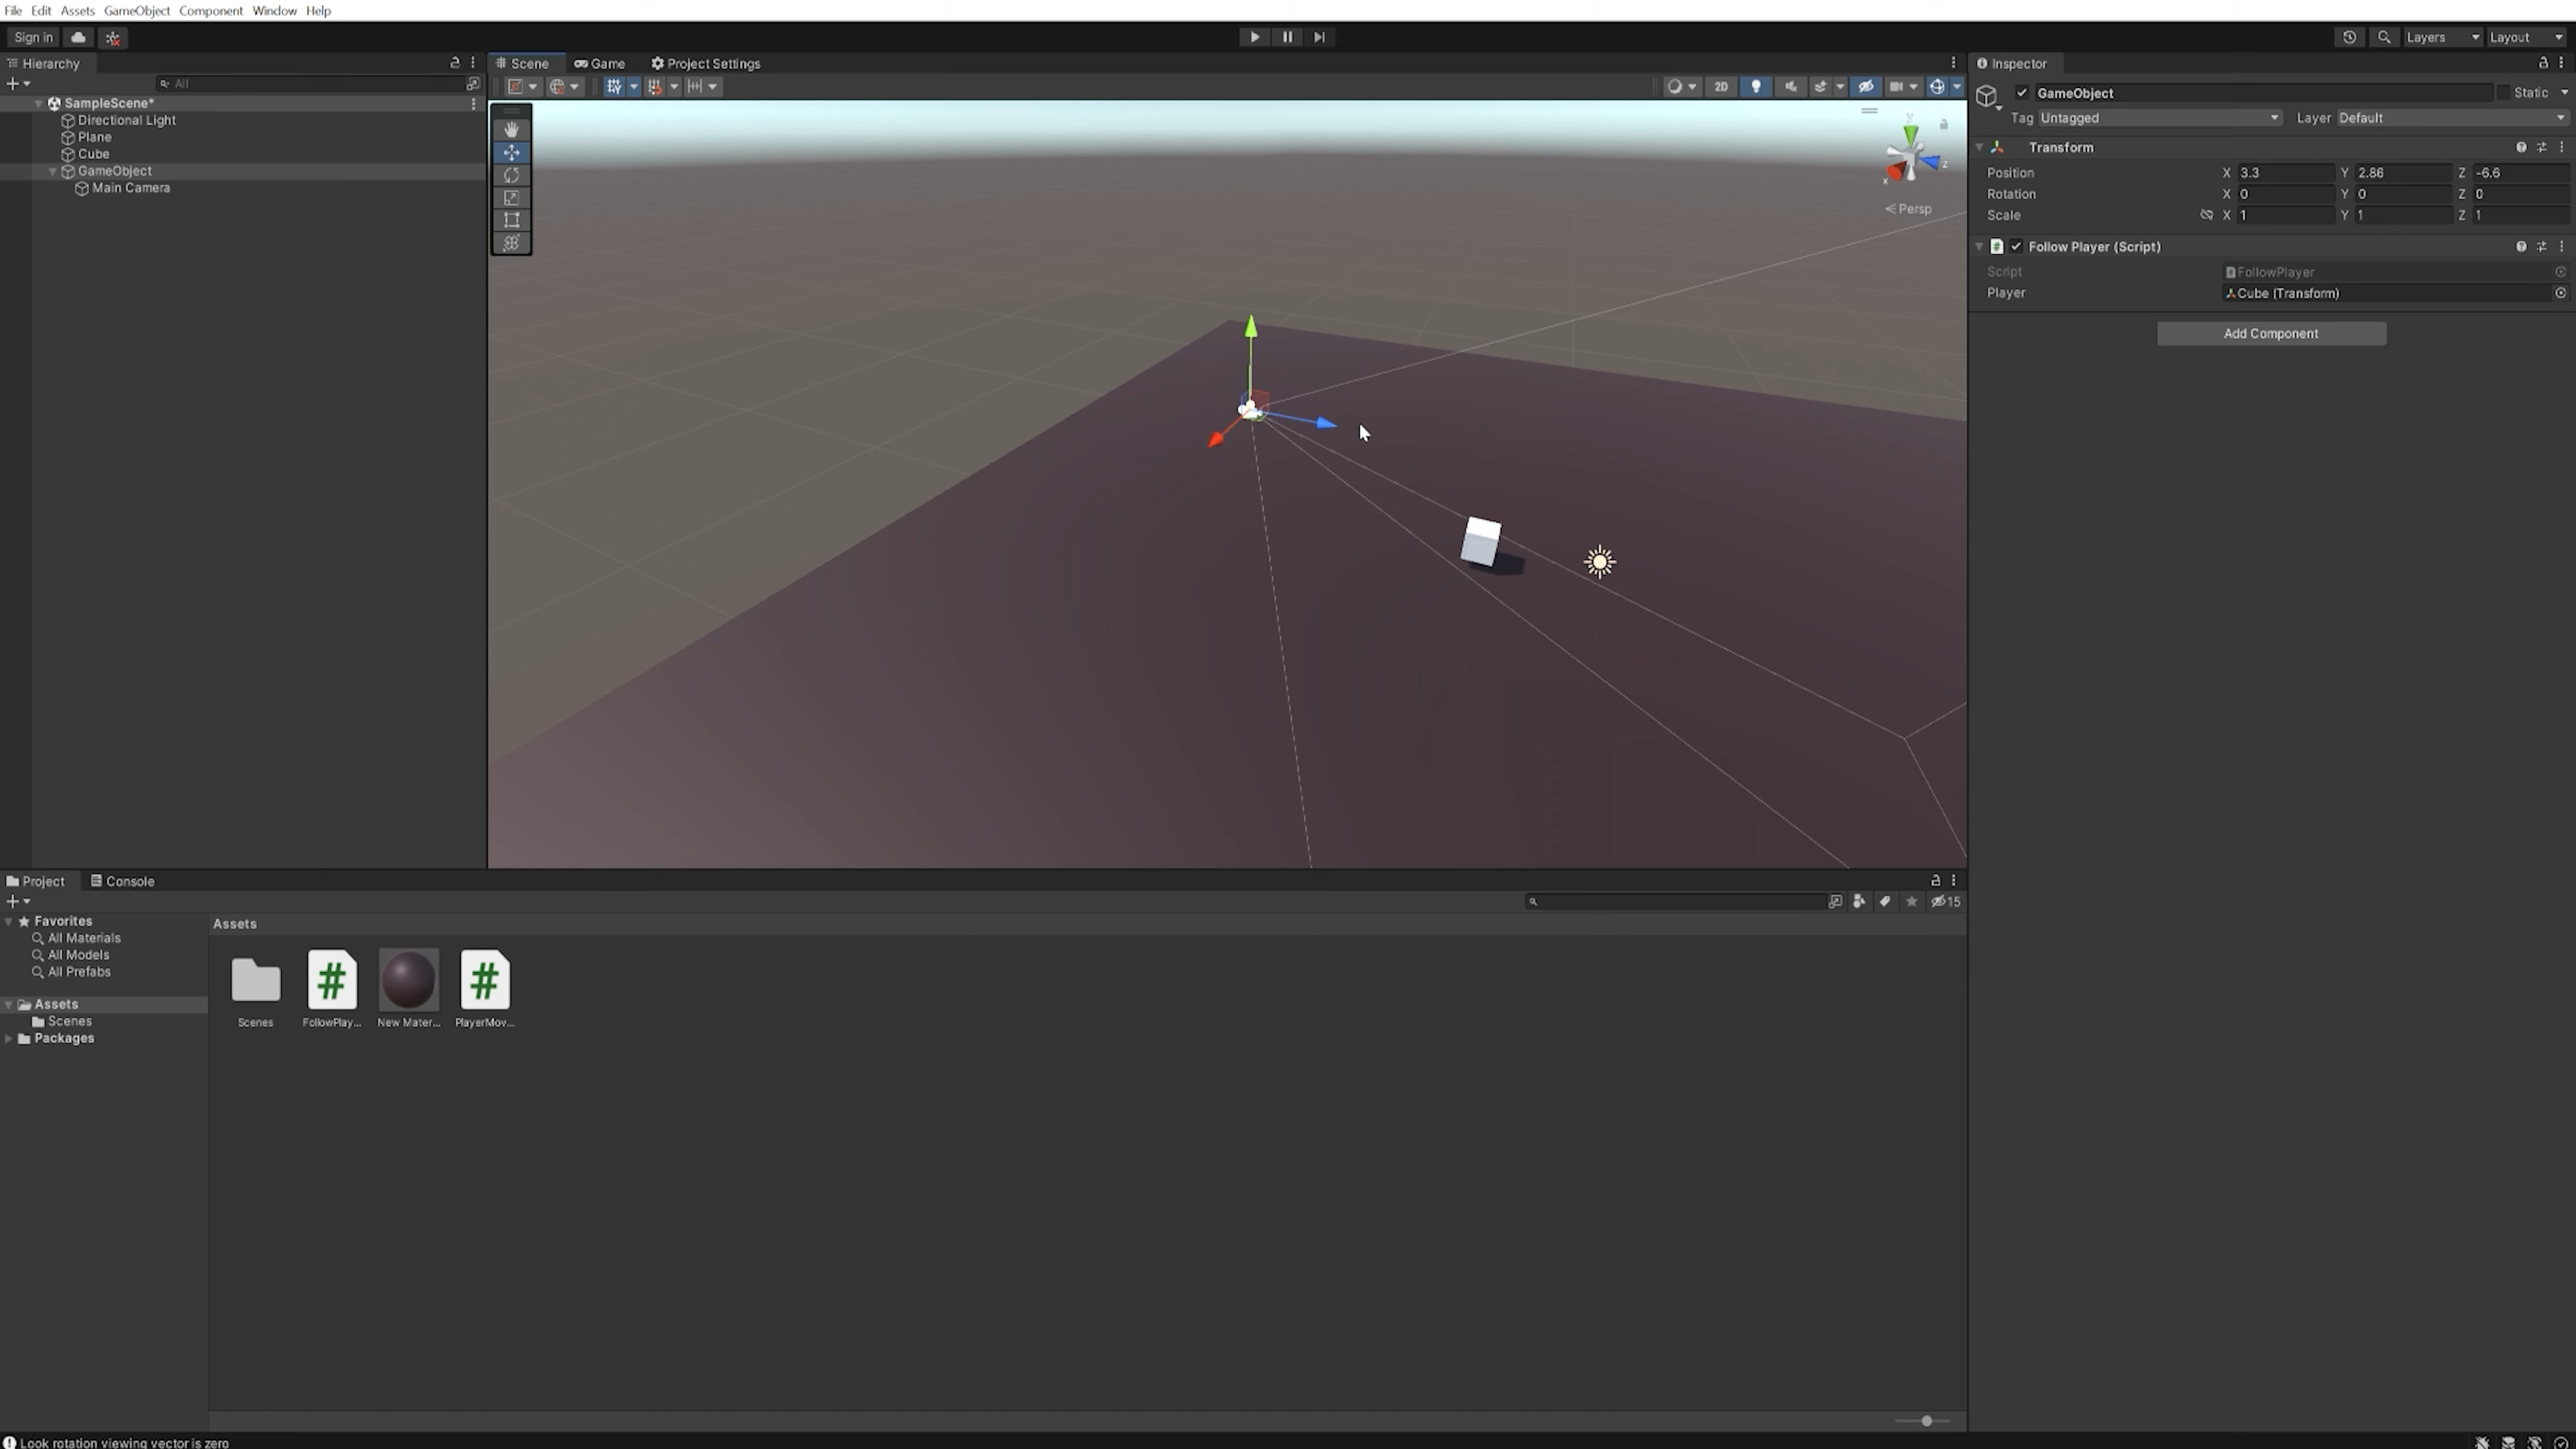 File Edit Assets GameObject Component Window Help
Sign in
Layers Layout
Hierarchy
All
SampleScene*
Directional Light
Plane
Cube
GameObject
Main Camera
Scene Game Project Settings
2D
y
z
x
Persp
Inspector
GameObject Static
Tag Untagged Layer Default
Transform
Position X 3.3 Y 2.86 Z -6.6
Rotation X 0 Y 0 Z 0
Scale X 1 Y 1 Z 1
# Follow Player (Script)
Script FollowPlayer
Player Cube (Transform)
Add Component
Project Console
15
Favorites
All Materials
All Models
All Prefabs
Assets
Scenes
Packages
Assets
# #
Scenes FollowPlay... New Mater... PlayerMov...
Look rotation viewing vector is zero